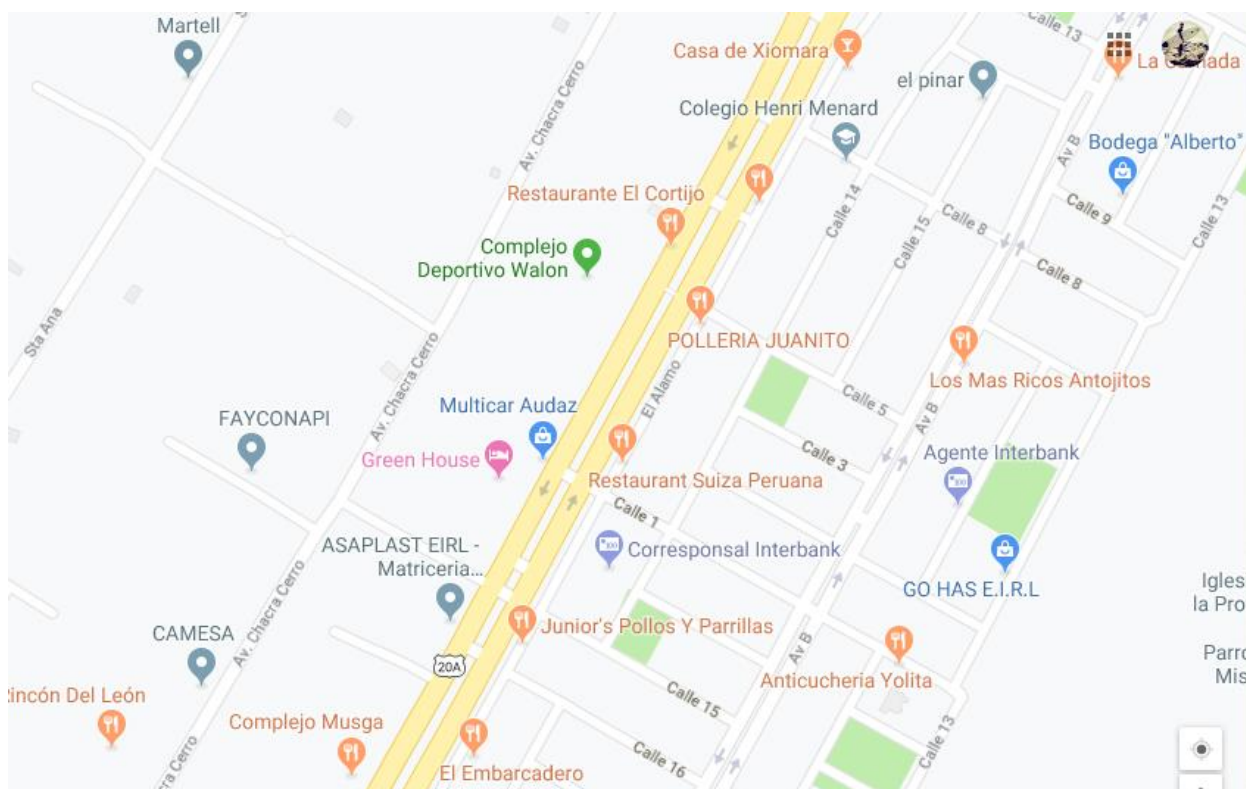 Martell
Calle 13
Casa de Xiomara
La
nada
el pinar
Av. Chacra Cerro
Colegio Henri Menard
Av B
Bodega "Alberto"
Restaurante El Cortijo
Calle 14
Calle 9
Calle 8
Calle 13
Calle 15
Complejo
Deportivo Walon
Calle 8
Sta Ana
POLLERIA JUANITO
Av. Chacra Cerro
El Alamo
Los Mas Ricos Antojitos
Calle 5
Multicar Audaz
FAYCONAPI
Av B
Green House
Calle 3
Agente Interbank
Restaurant Suiza Peruana
Calle 1
ASAPLAST EIRL -
Matriceria...
Corresponsal Interbank
GO HAS E.I.R.L
Igles
la Pro
Av. Chacra Cerro
CAMESA
Junior's Pollos Y Parrillas
Av B
20A
Parro
Mis
Rincón Del León
Anticucheria Yolita
Calle 15
Complejo Musga
Calle 13
Calle 16
El Embarcadero
cra Cerro